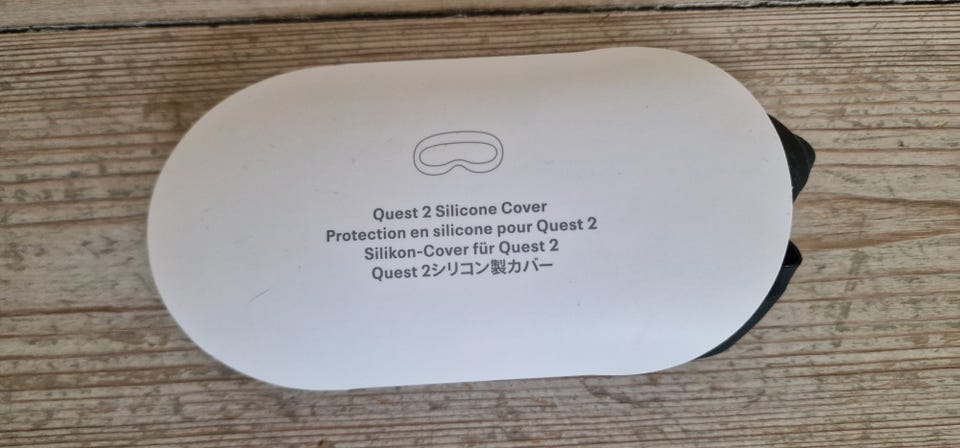 Quest 2 Silicone Cover
Protection en silicone pour Quest 2
Silikon-Cover für Quest 2
Quest 2シリコン製カバー